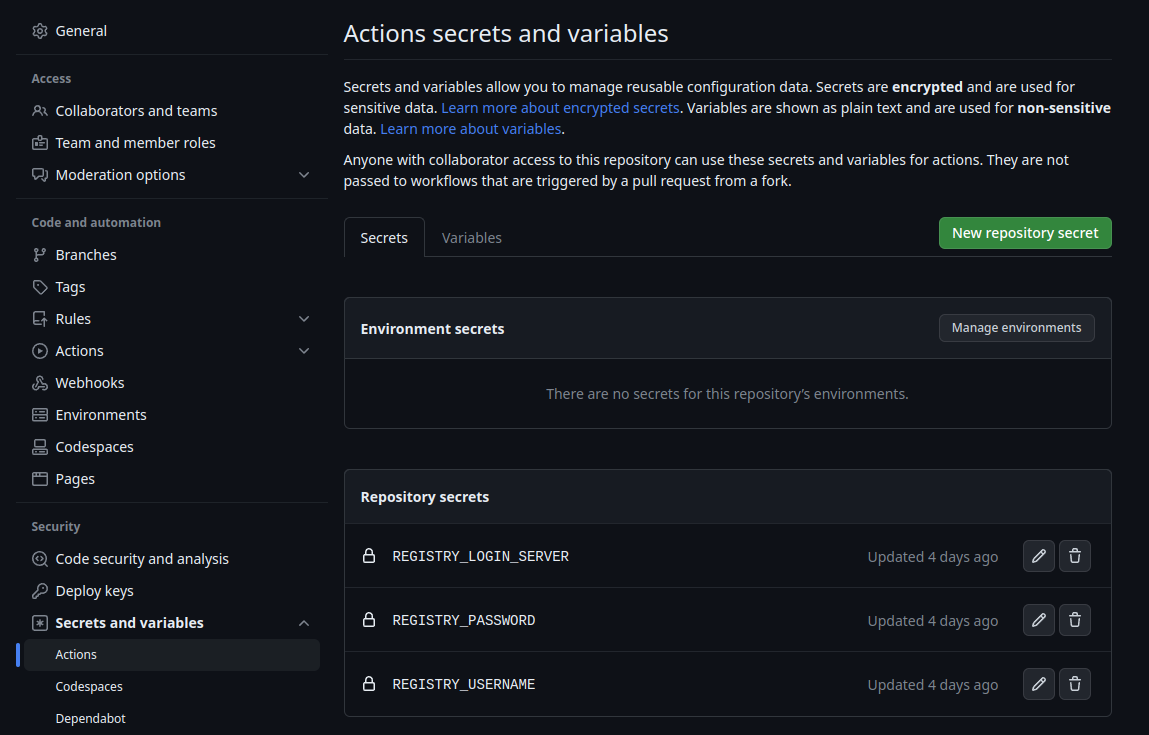 General
Access
Collaborators and teams
Team and member roles
Moderation options
Code and automation
Branches
Tags
Rules
Actions
Webhooks
Environments
Codespaces
Pages
Security
Code security and analysis
Deploy keys
Secrets and variables
Actions
Codespaces
Dependabot
Actions secrets and variables
Secrets and variables allow you to manage reusable configuration data. Secrets are encrypted and are used for
sensitive data. Learn more about encrypted secrets. Variables are shown as plain text and are used for non-sensitive
data. Learn more about variables.
Anyone with collaborator access to this repository can use these secrets and variables for actions. They are not
passed to workflows that are triggered by a pull request from a fork.
Secrets Variables New repository secret
Environment secrets Manage environments
There are no secrets for this repository’s environments.
Repository secrets
REGISTRY_LOGIN_SERVER Updated 4 days ago
REGISTRY_PASSWORD Updated 4 days ago
REGISTRY_USERNAME Updated 4 days ago